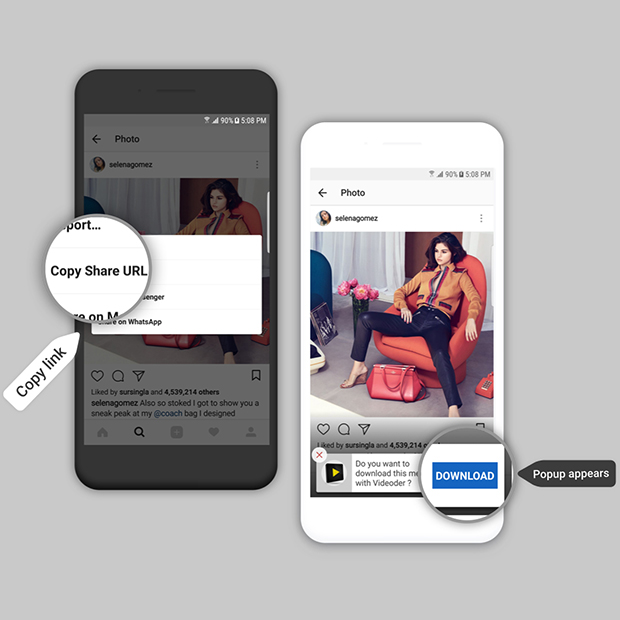 90% 5:08 PM
Photo
selenagomez
port...
Copy Share URL
enger
re on M
Share on WhatsApp
Copy link
Liked by sursingla and 4,539,214 others
selenagomez Also so stoked I got to show you a
sneak peak at my @coach bag I designed
90% 5:08 PM
Photo
selenagomez
Liked by sursingla and 4,539,214
Do you want to
download this me
with Videoder ?
DOWNLOAD
Popup appears